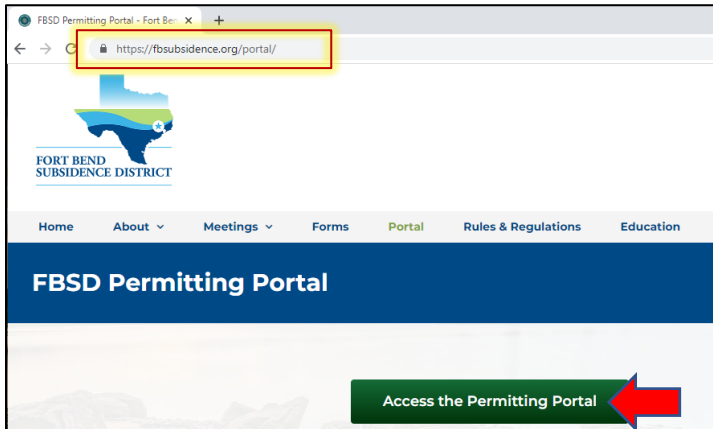 FBSD Permitting Portal - Fort Ben
https://fbsubsidence.org/portal/
FORT BEND
SUBSIDENCE DISTRICT
Home About Meetings Forms Portal Rules & Regulations Education
FBSD Permitting Portal
Access the Permitting Portal